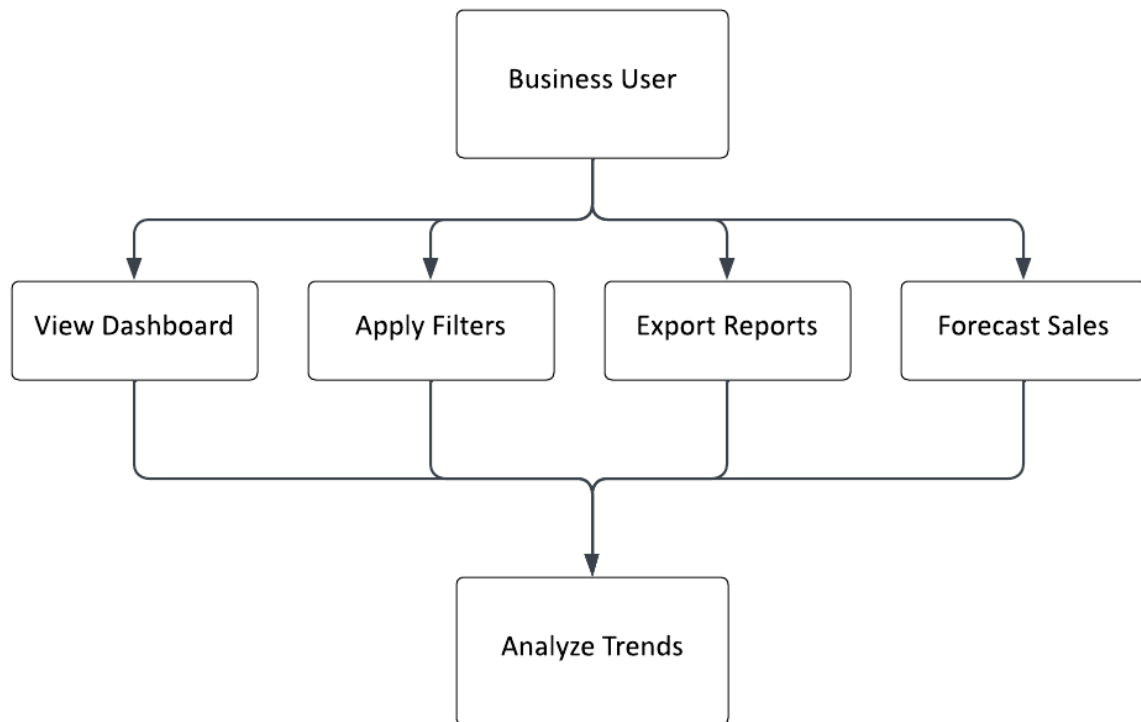 Business User
View Dashboard
Apply Filters
Export Reports
Forecast Sales
Analyze Trends